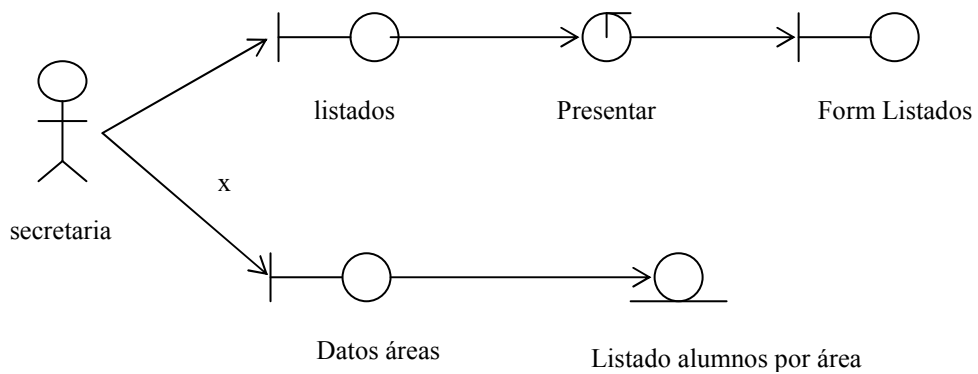 listados
Presentar
Form Listados
x
secretaria
Datos áreas
Listado alumnos por área